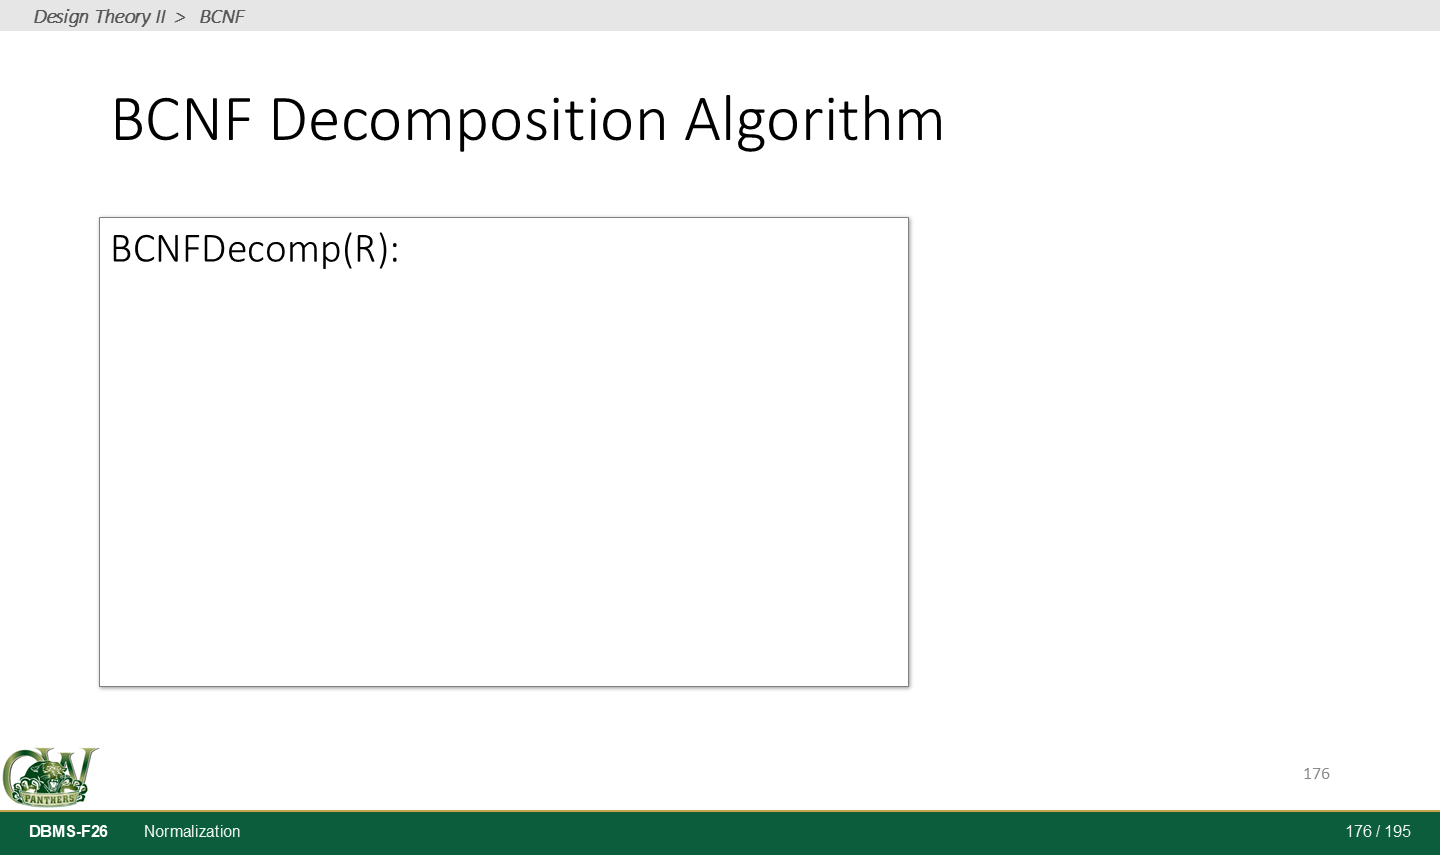 Design Theory II > BCNF
BCNF Decomposition Algorithm
BCNFDecomp(R):
PANTHERS
176
DBMS-F26 Normalization 176 / 195